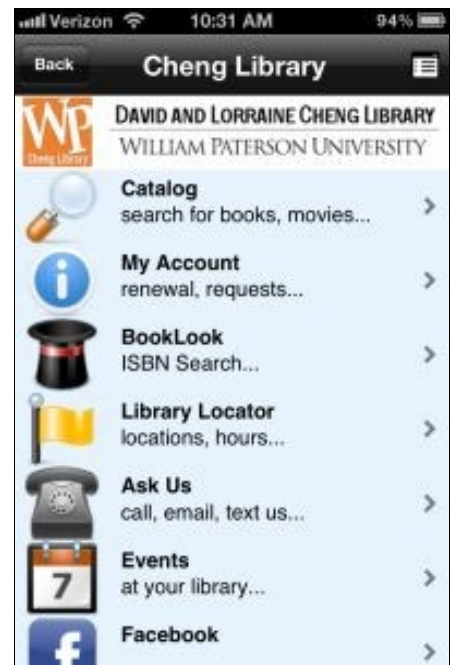 Verizon 10:31 AM 94%
Back Cheng Library
WP
Cheng Library
DAVID AND LORRAINE CHENG LIBRARY
WILLIAM PATERSON UNIVERSITY
Catalog
search for books, movies...
My Account
renewal, requests...
i
BookLook
ISBN Search...
Library Locator
locations, hours...
Ask Us
call, email, text us...
Events
7
at your library...
Facebook
f